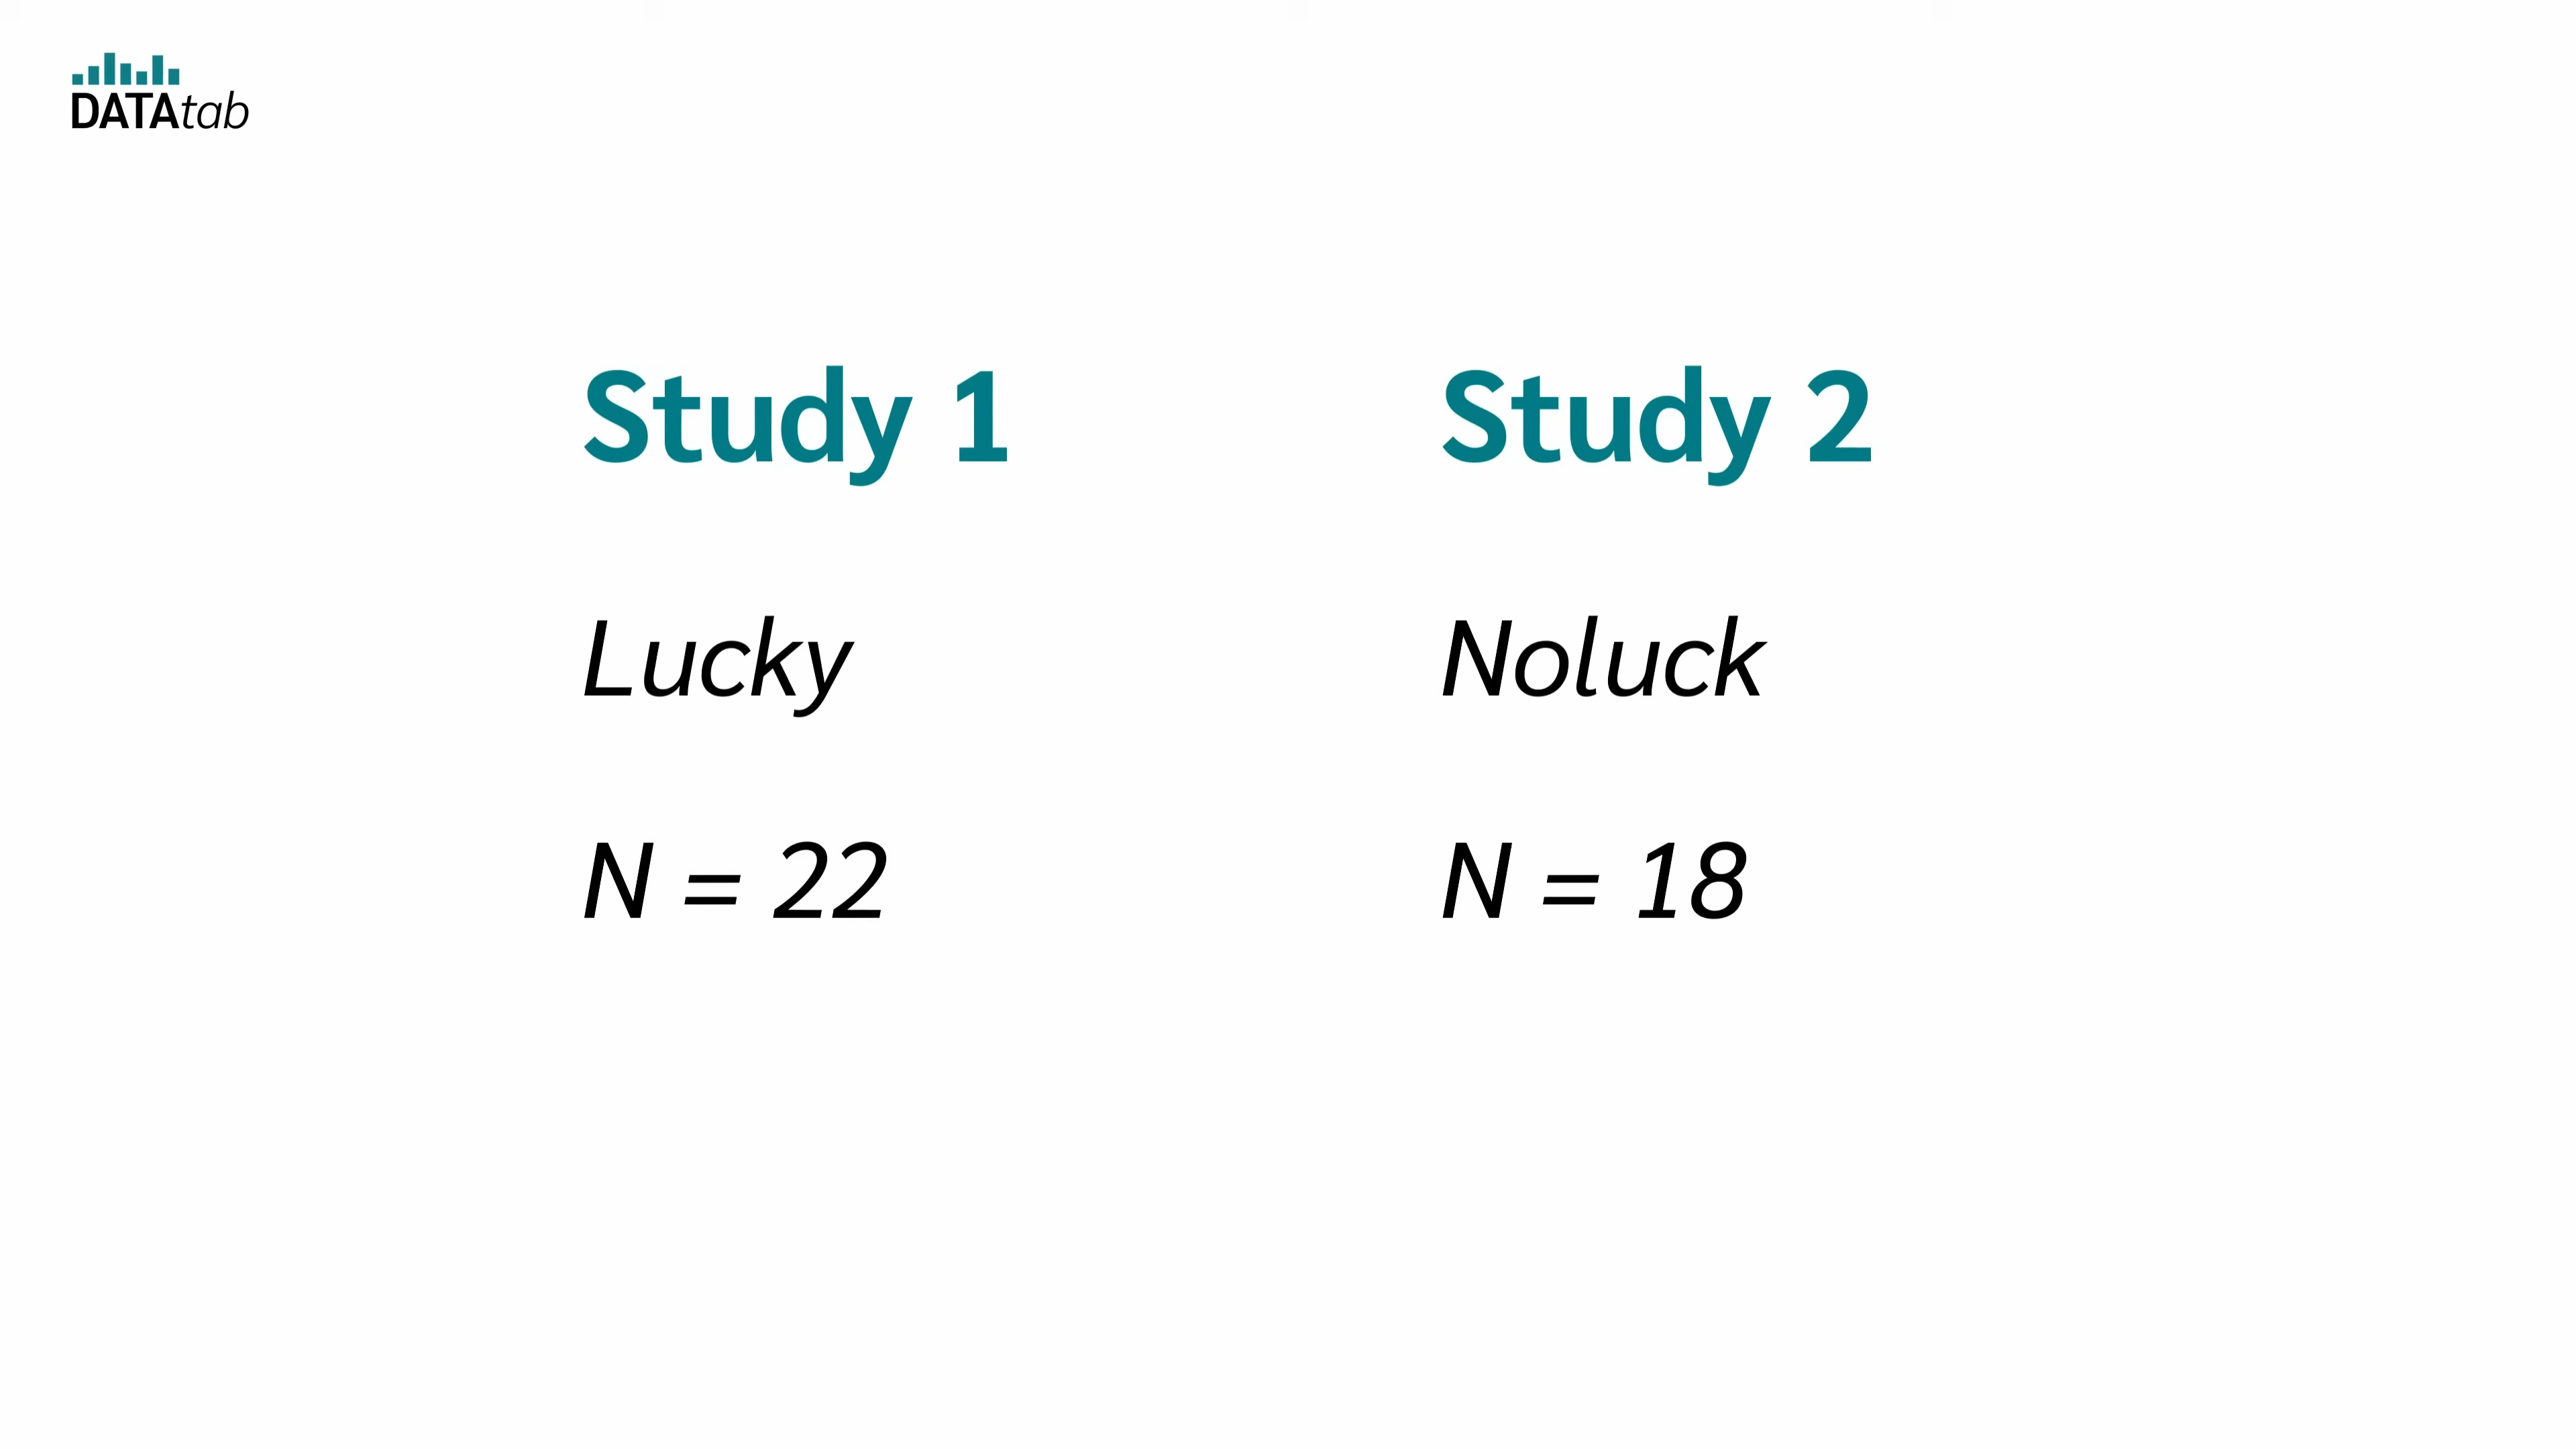 DATAtab
Study 1
Lucky
N = 22
Study 2
Noluck
N = 18